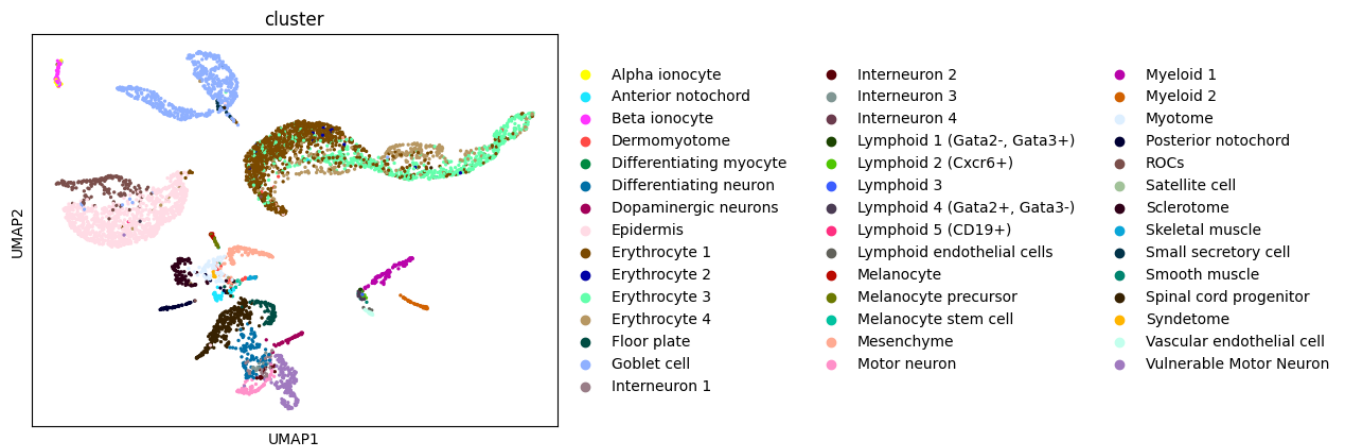 cluster
UMAP2
UMAP1
Alpha ionocyte
Anterior notochord
Beta ionocyte
Dermomyotome
Differentiating myocyte
Differentiating neuron
Dopaminergic neurons
Epidermis
Erythrocyte 1
Erythrocyte 2
Erythrocyte 3
Erythrocyte 4
Floor plate
Goblet cell
Interneuron 1
Interneuron 2
Interneuron 3
Interneuron 4
Lymphoid 1 (Gata2-, Gata3+)
Lymphoid 2 (Cxcr6+)
Lymphoid 3
Lymphoid 4 (Gata2+, Gata3-)
Lymphoid 5 (CD19+)
Lymphoid endothelial cells
Melanocyte
Melanocyte precursor
Melanocyte stem cell
Mesenchyme
Motor neuron
Myeloid 1
Myeloid 2
Myotome
Posterior notochord
ROCs
Satellite cell
Sclerotome
Skeletal muscle
Small secretory cell
Smooth muscle
Spinal cord progenitor
Syndetome
Vascular endothelial cell
Vulnerable Motor Neuron